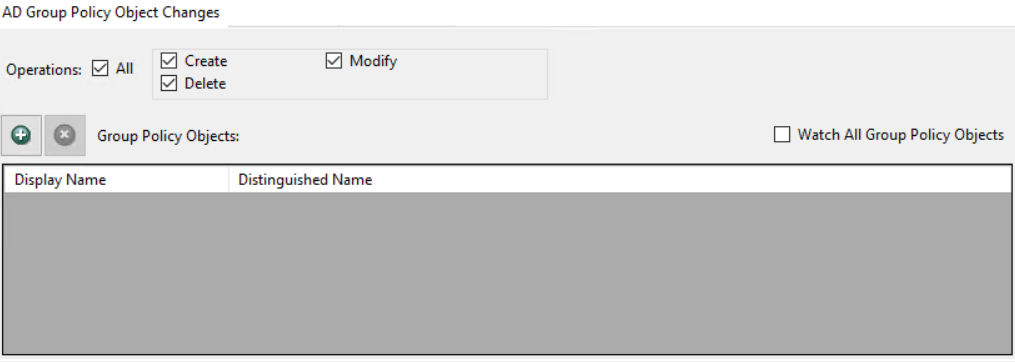 AD Group Policy Object Changes
Operations: All Create Modify
Delete
Group Policy Objects: Watch All Group Policy Objects
Display Name Distinguished Name